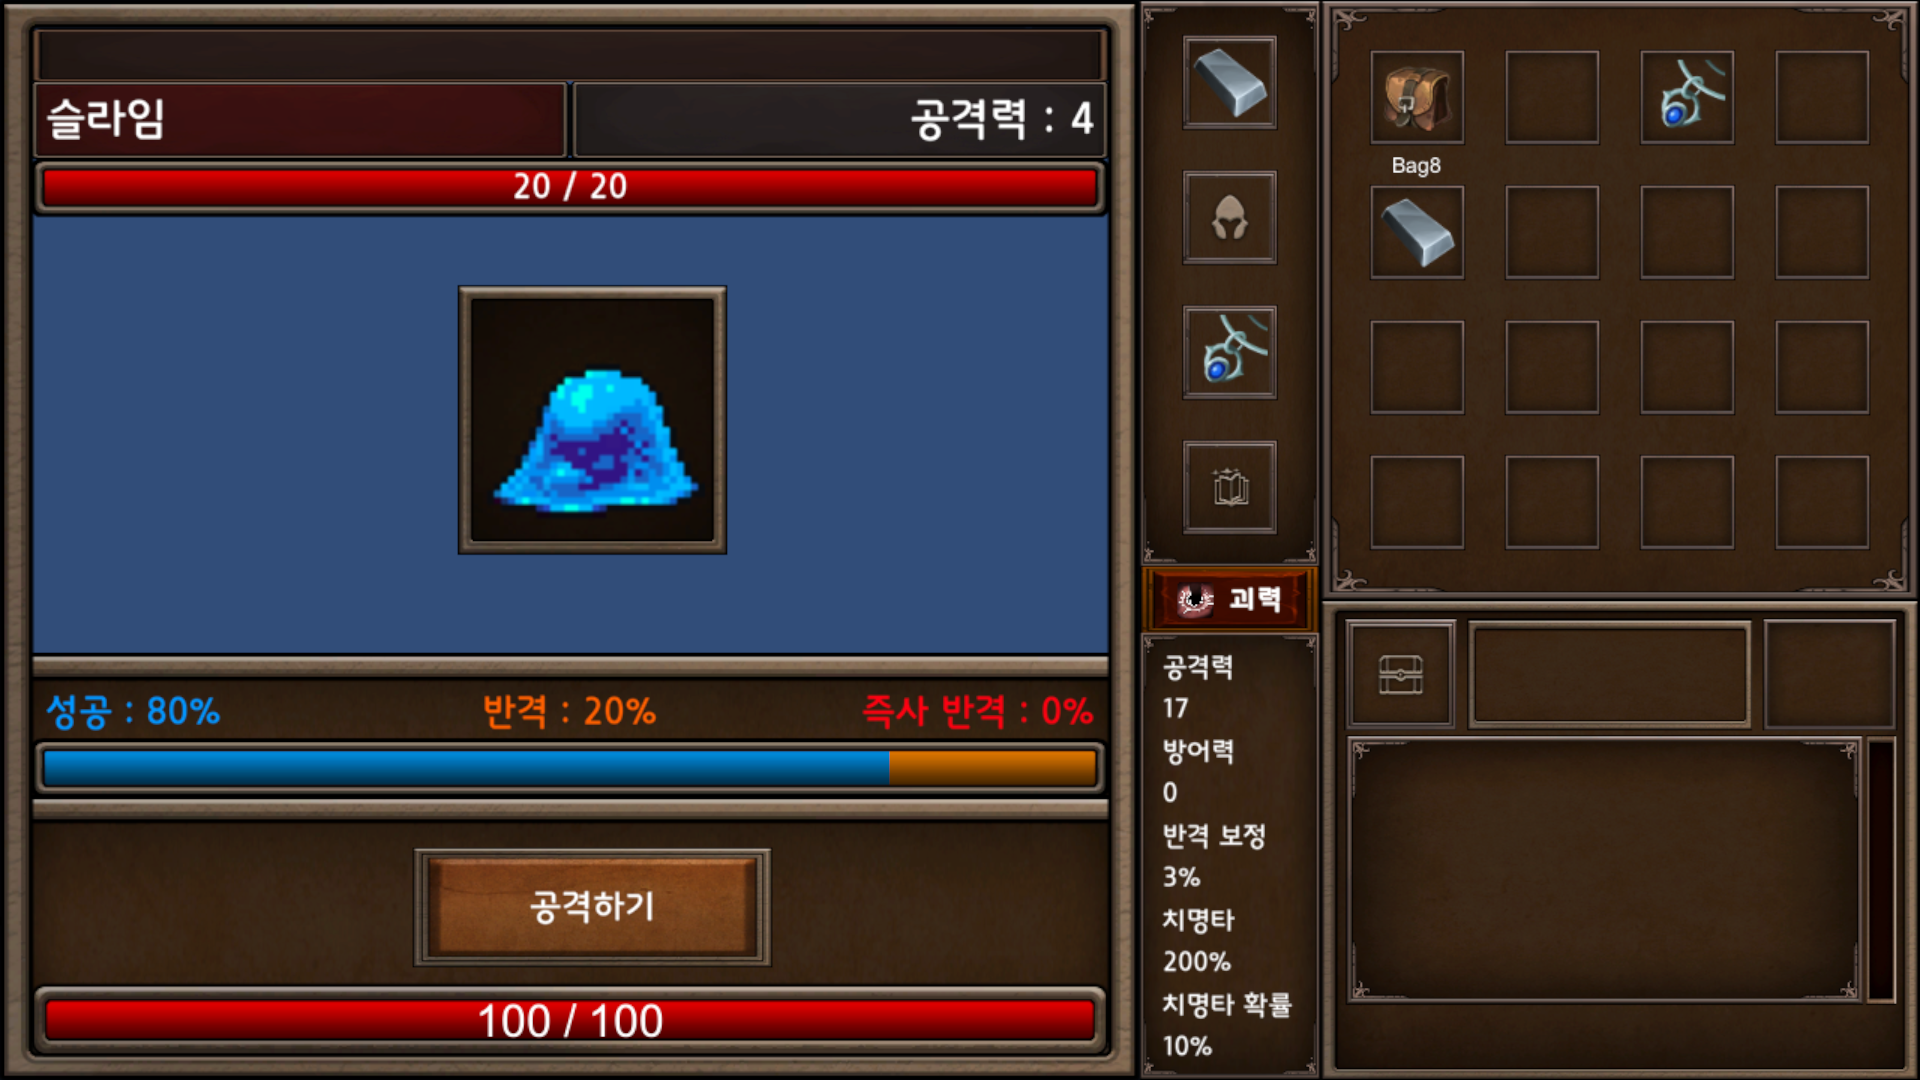 슬라임
공격력 : 4
20 / 20
성공 : 80%
반격 : 20%
즉사 반격 : 0%
공격하기
100 / 100
괴력
공격력
17
방어력
0
반격 보정
3%
치명타
200%
치명타 확률
10%
Bag8